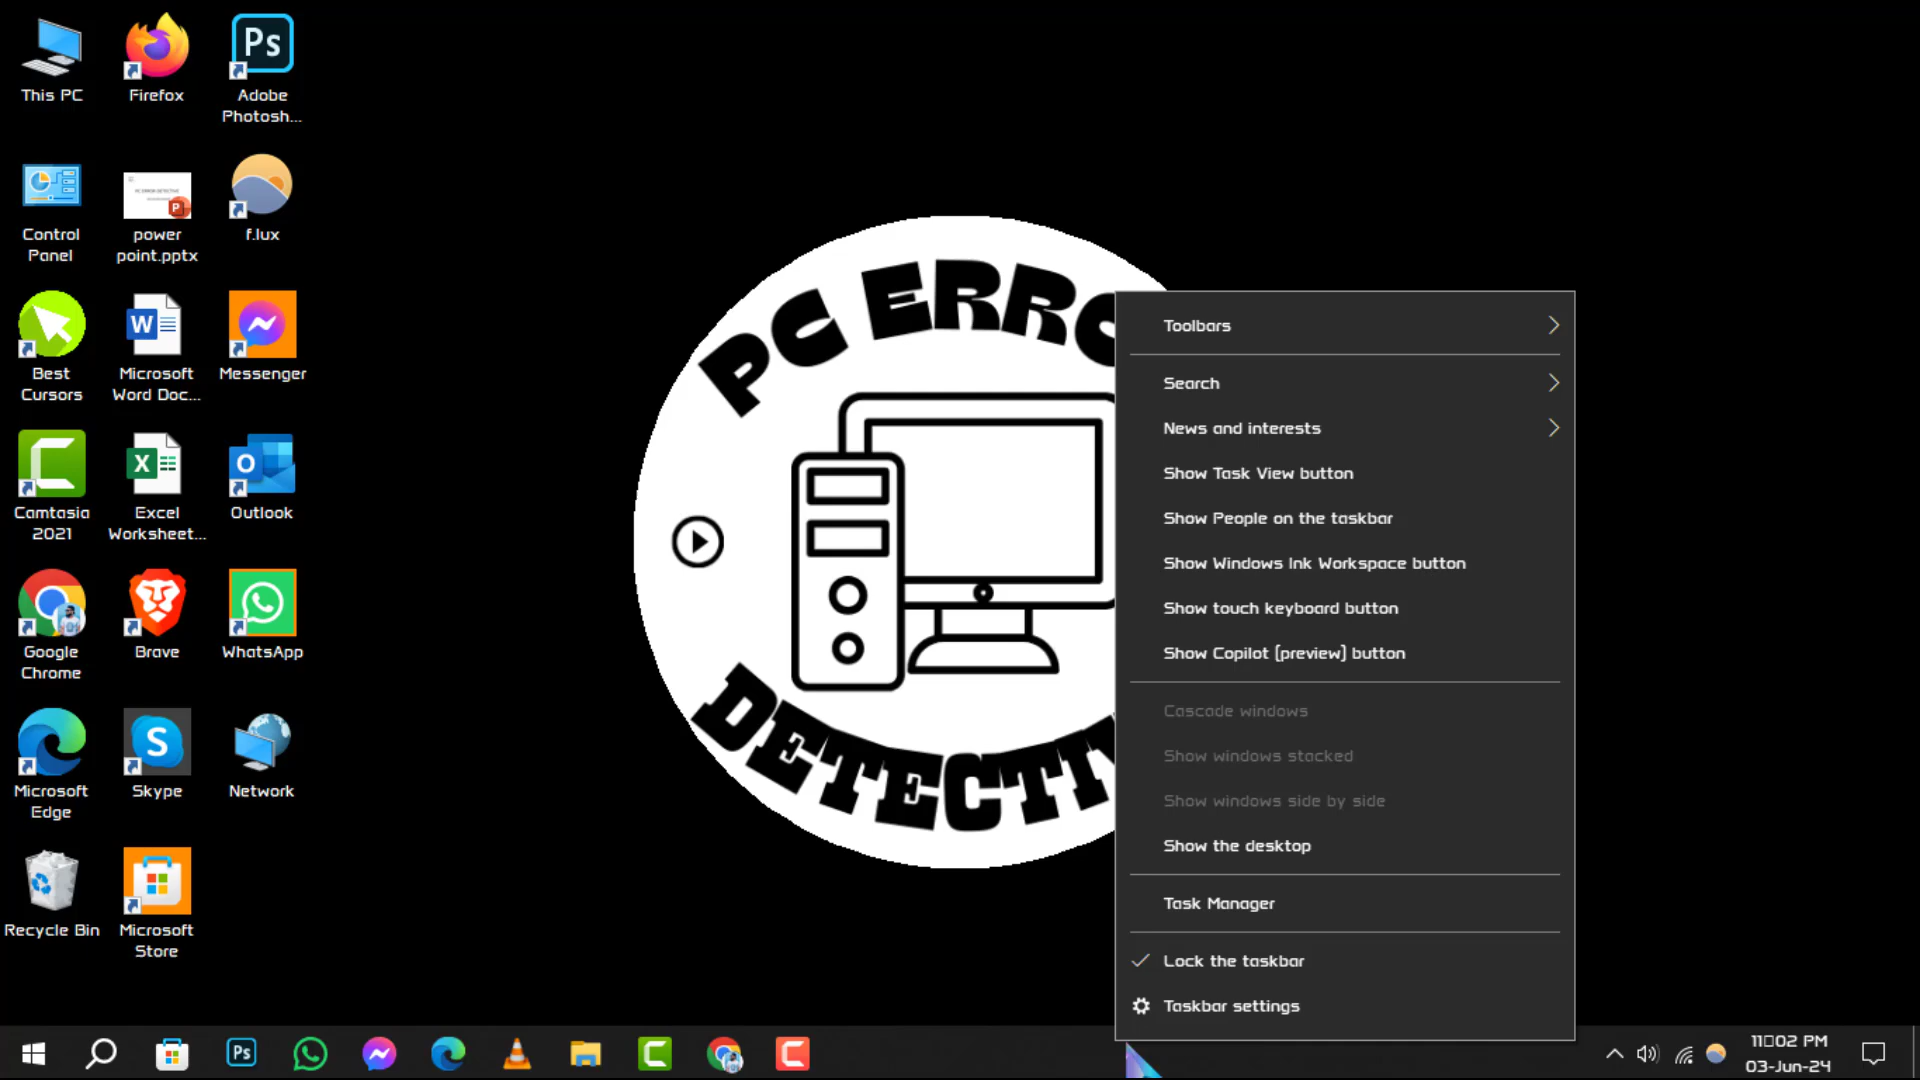 This PC
Firefox
Adobe
Photosh...
Control
Panel
power
point.pptx
f.lux
Best
Cursors
Microsoft
Word Doc...
Messenger
Camtasia
2021
Excel
Worksheet...
Outlook
Google
Chrome
Brave
WhatsApp
Microsoft
Edge
Skype
Network
Recycle Bin
Microsoft
Store
PC ERRO
DETECTIV
Toolbars
Search
News and interests
Show Task View button
Show People on the taskbar
Show Windows Ink Workspace button
Show touch keyboard button
Show Copilot (preview) button
Cascade windows
Show windows stacked
Show windows side by side
Show the desktop
Task Manager
Lock the taskbar
Taskbar settings
11□02 PM
03-Jun-24